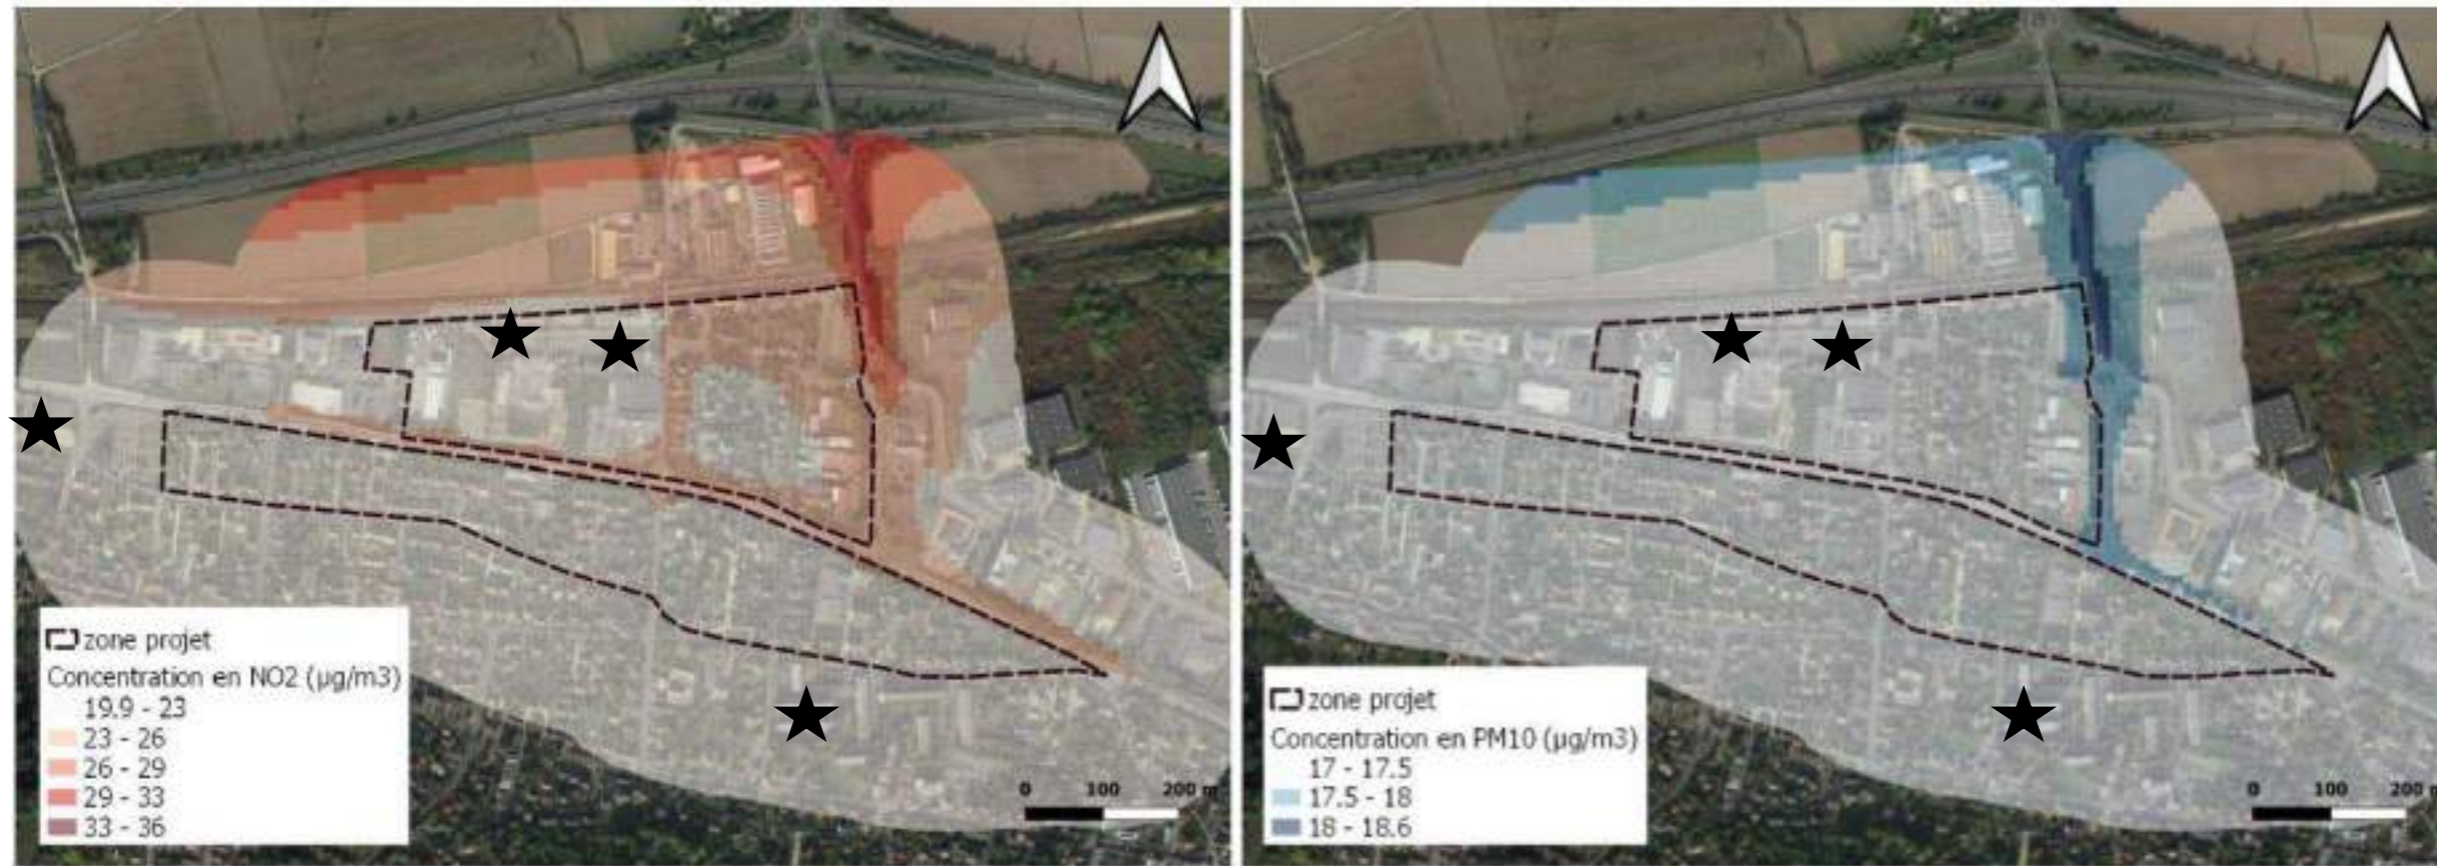 zone projet
Concentration en NO2 (µg/m3)
19.9 - 23
23 - 26
26 - 29
29 - 33
33 - 36
0 100 200 m
zone projet
Concentration en PM10 (µg/m3)
17 - 17.5
17.5 - 18
18 - 18.6
0 100 200 m